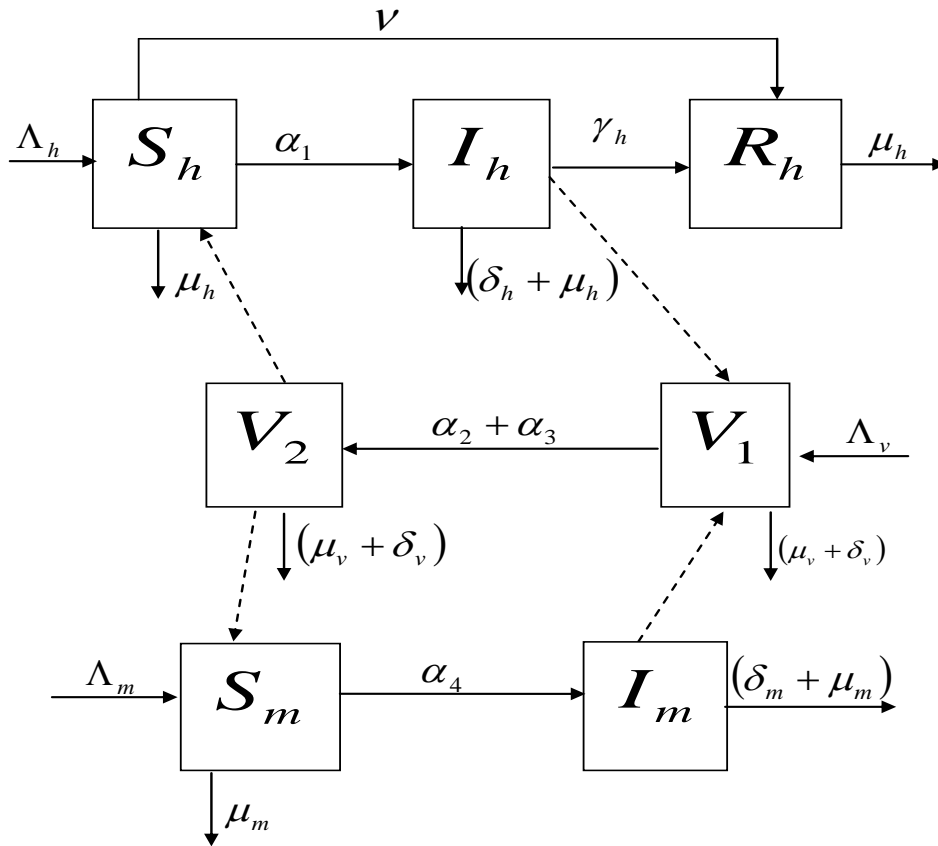 ν
Λ_h
S_h
α_1
I_h
γ_h
R_h
μ_h
μ_h
(δ_h + μ_h)
V_2
α_2 + α_3
V_1
Λ_v
(μ_v + δ_v)
(μ_v + δ_v)
Λ_m
S_m
α_4
I_m
(δ_m + μ_m)
μ_m